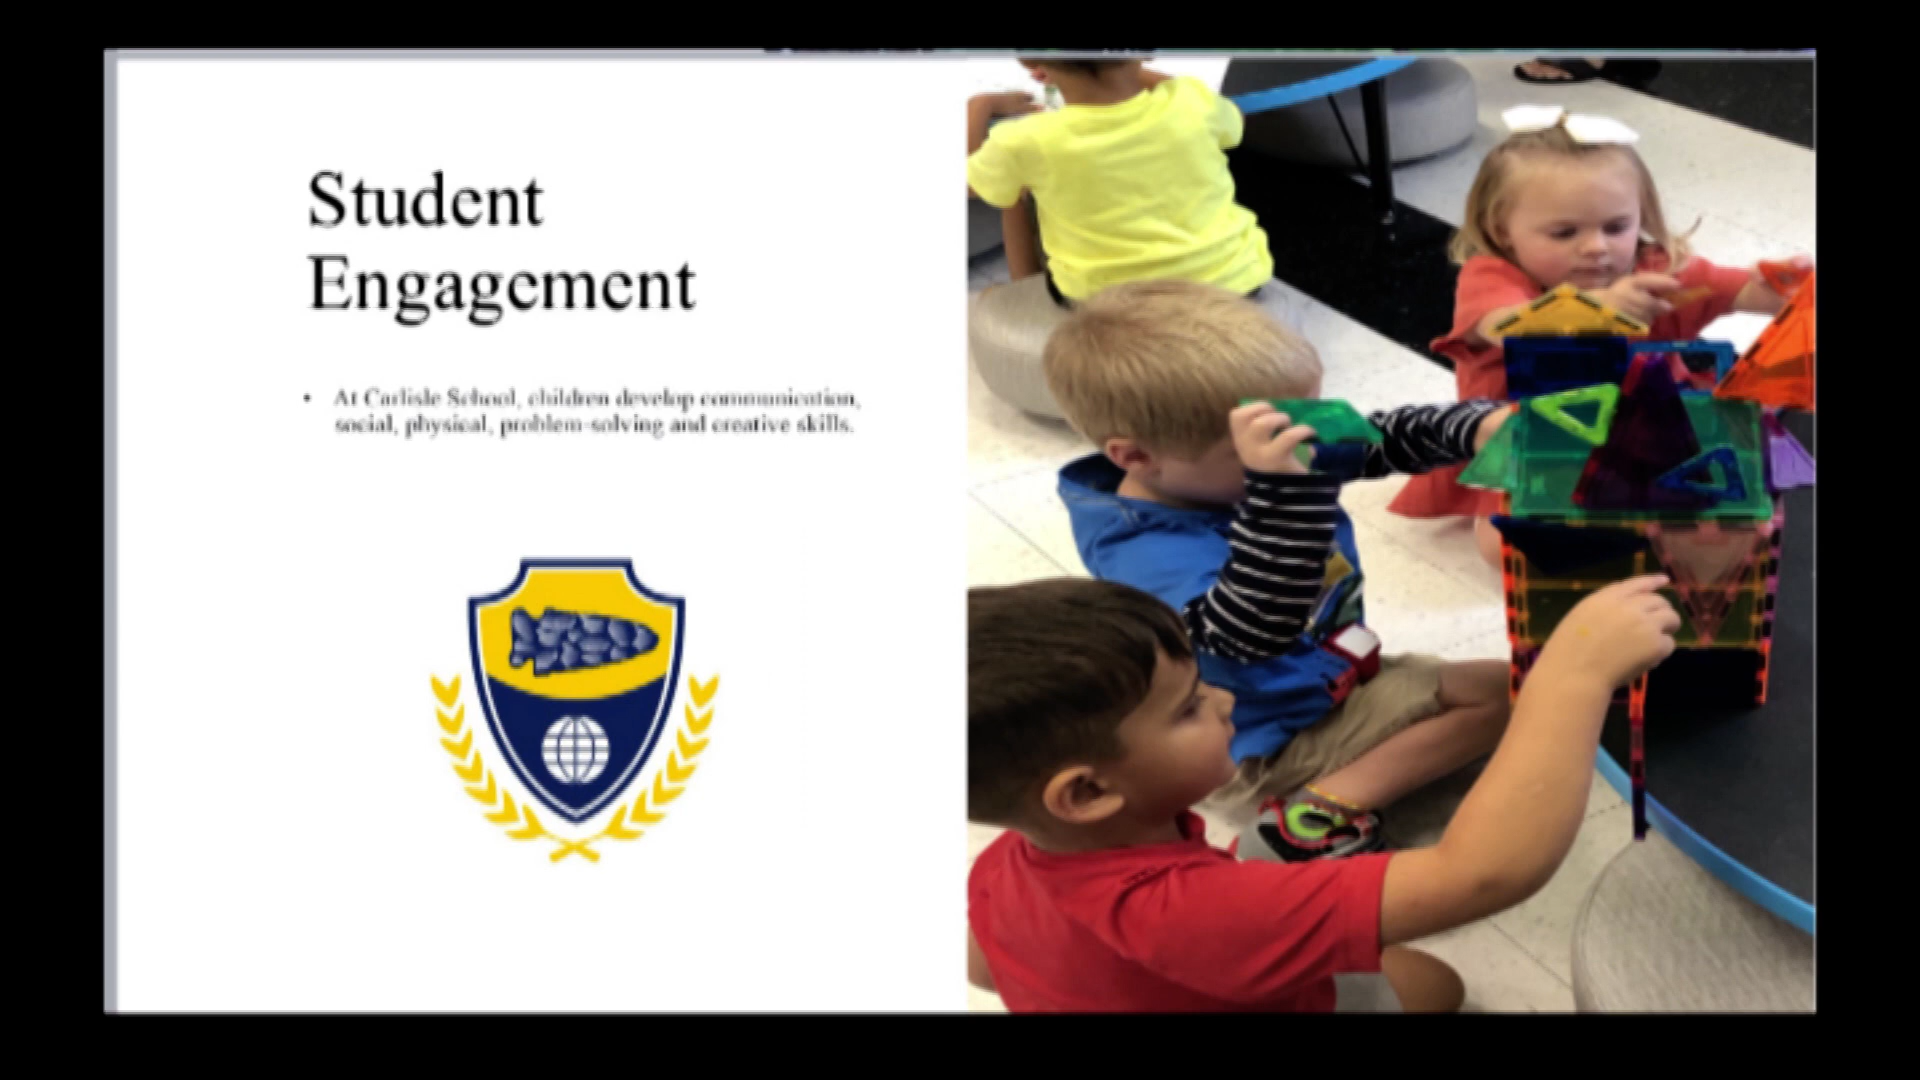 Student
Engagement
• At Carlisle School, children develop communication,
social, physical, problem-solving and creative skills.